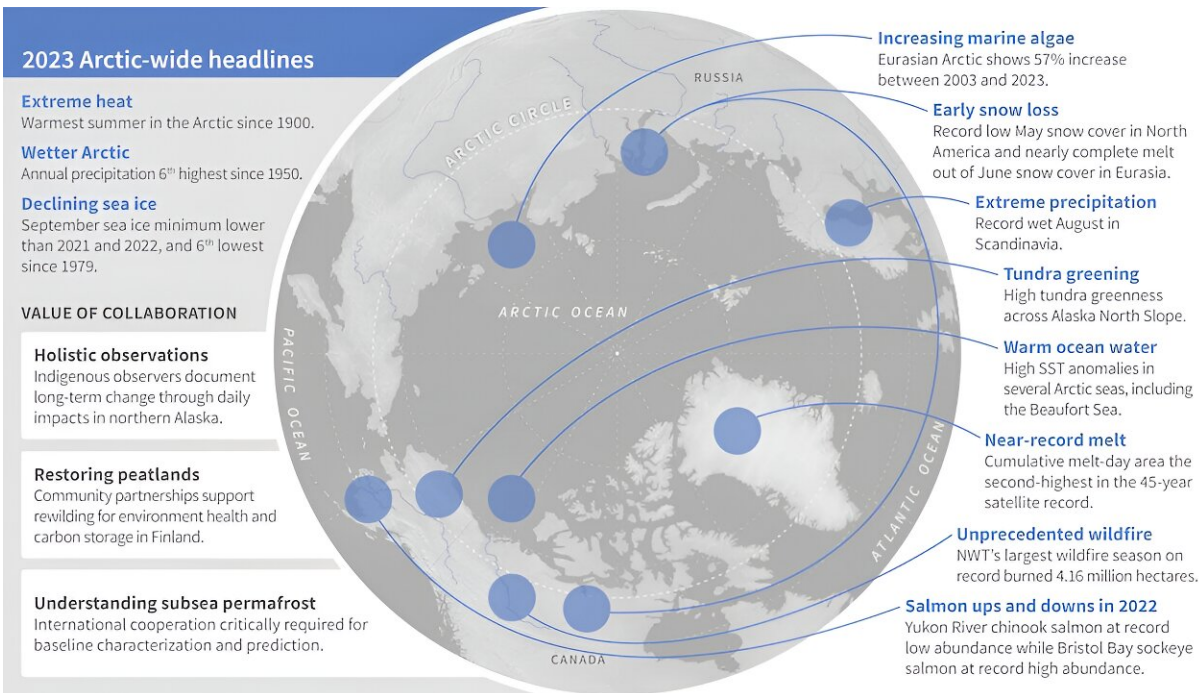 2023 Arctic-wide headlines
Extreme heat
Warmest summer in the Arctic since 1900.
Wetter Arctic
Annual precipitation 6th highest since 1950.
Declining sea ice
September sea ice minimum lower
than 2021 and 2022, and 6th lowest
since 1979.
VALUE OF COLLABORATION
Holistic observations
Indigenous observers document
long-term change through daily
impacts in northern Alaska.
Restoring peatlands
Community partnerships support
rewilding for environment health and
carbon storage in Finland.
Understanding subsea permafrost
International cooperation critically required for
baseline characterization and prediction.
RUSSIA
ARCTIC CIRCLE
ARCTIC OCEAN
PACIFIC OCEAN
ATLANTIC OCEAN
CANADA
Increasing marine algae
Eurasian Arctic shows 57% increase
between 2003 and 2023.
Early snow loss
Record low May snow cover in North
America and nearly complete melt
out of June snow cover in Eurasia.
Extreme precipitation
Record wet August in
Scandinavia.
Tundra greening
High tundra greenness
across Alaska North Slope.
Warm ocean water
High SST anomalies in
several Arctic seas, including
the Beaufort Sea.
Near-record melt
Cumulative melt-day area the
second-highest in the 45-year
satellite record.
Unprecedented wildfire
NWT's largest wildfire season on
record burned 4.16 million hectares.
Salmon ups and downs in 2022
Yukon River chinook salmon at record
low abundance while Bristol Bay sockeye
salmon at record high abundance.